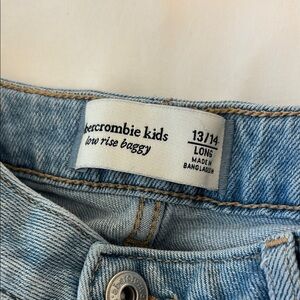 abercrombie kids
low rise baggy
13/14
LONG
MADE IN
BANGLADESH